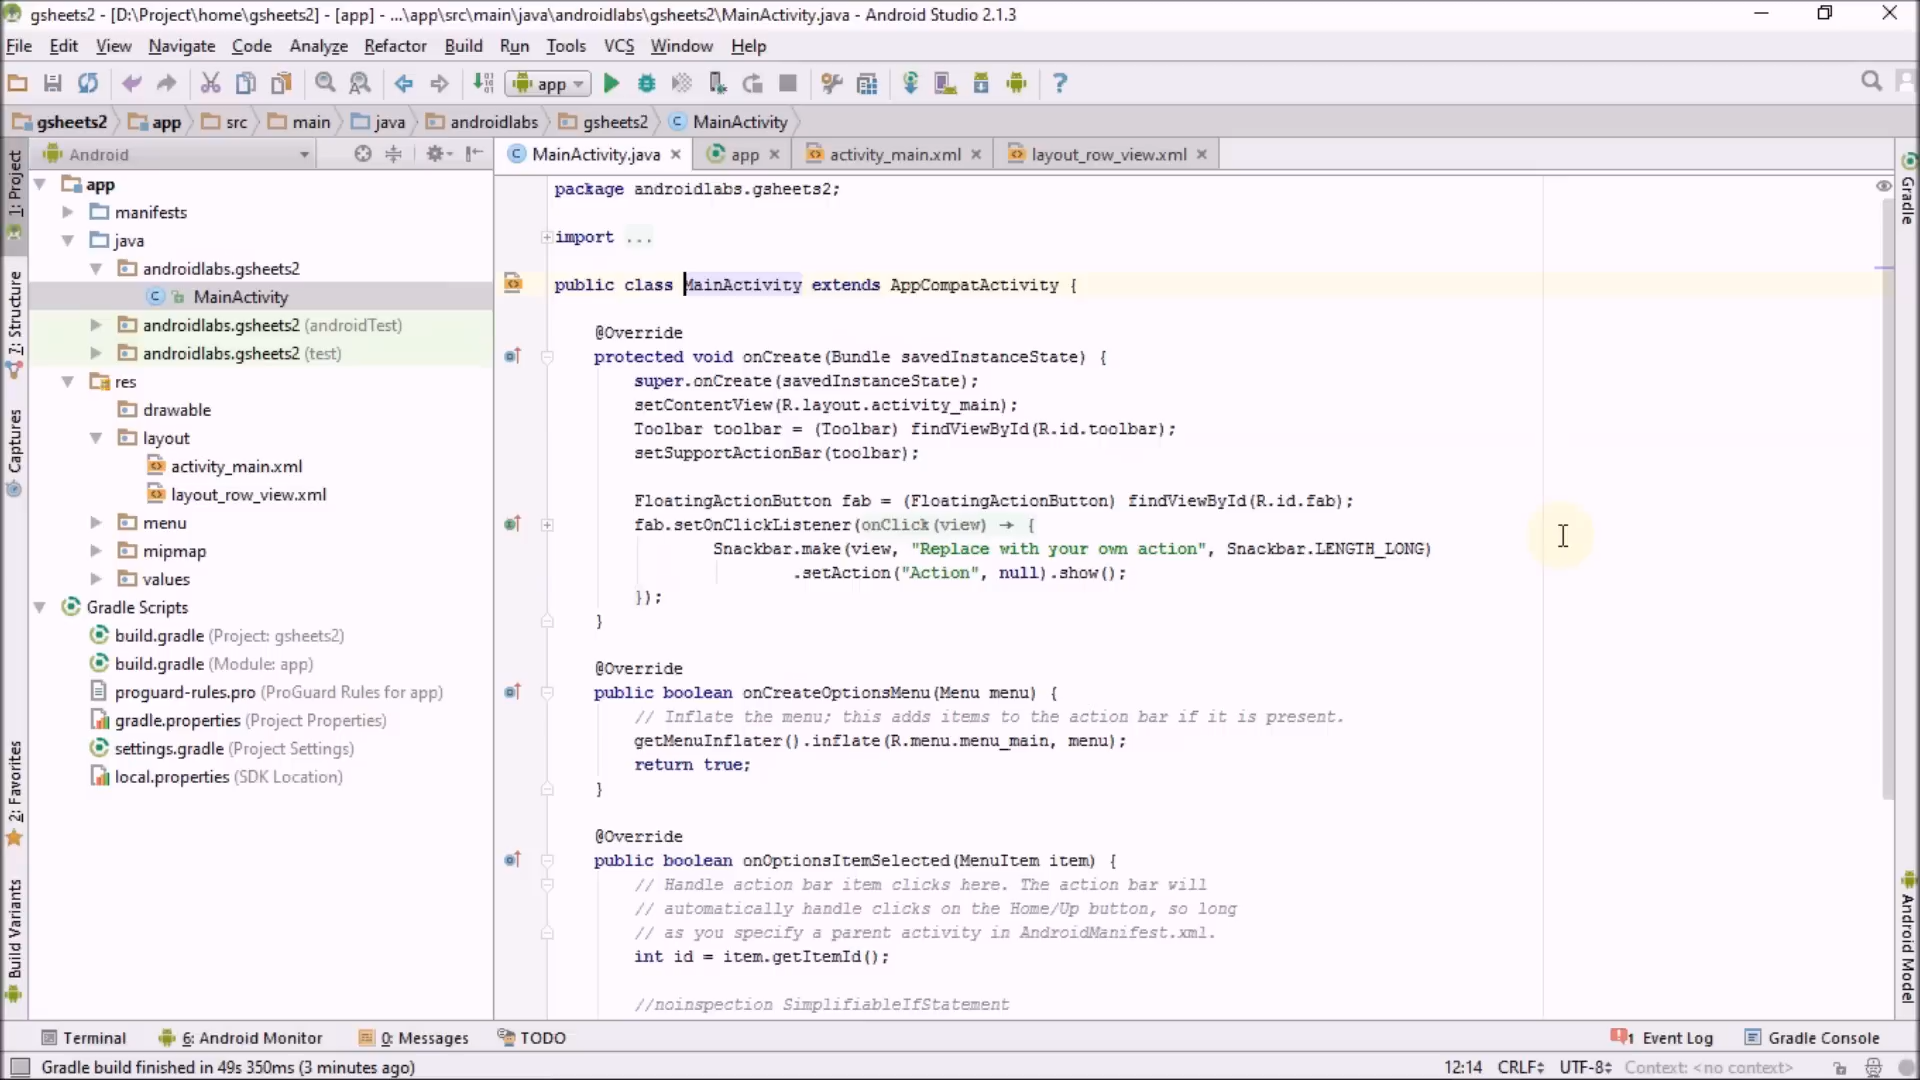 gsheets2 - [D:\Project\home\gsheets2] - [app] - ...\app\src\main\java\androidlabs\gsheets2\MainActivity.java - Android Studio 2.1.3
File Edit View Navigate Code Analyze Refactor Build Run Tools VCS Window Help
app
gsheets2 app src main java androidlabs gsheets2 MainActivity
Android
MainActivity.java app activity_main.xml layout_row_view.xml
1: Project
7: Structure
Captures
2: Favorites
Build Variants
app
manifests
java
androidlabs.gsheets2
MainActivity
androidlabs.gsheets2 (androidTest)
androidlabs.gsheets2 (test)
res
drawable
layout
activity_main.xml
layout_row_view.xml
menu
mipmap
values
Gradle Scripts
build.gradle (Project: gsheets2)
build.gradle (Module: app)
proguard-rules.pro (ProGuard Rules for app)
gradle.properties (Project Properties)
settings.gradle (Project Settings)
local.properties (SDK Location)
package androidlabs.gsheets2;
import ...
public class MainActivity extends AppCompatActivity {
@Override
protected void onCreate(Bundle savedInstanceState) {
super.onCreate(savedInstanceState);
setContentView(R.layout.activity_main);
Toolbar toolbar = (Toolbar) findViewById(R.id.toolbar);
setSupportActionBar(toolbar);
FloatingActionButton fab = (FloatingActionButton) findViewById(R.id.fab);
fab.setOnClickListener(onClick(view) → {
Snackbar.make(view, "Replace with your own action", Snackbar.LENGTH_LONG)
.setAction("Action", null).show();
});
}
@Override
public boolean onCreateOptionsMenu(Menu menu) {
// Inflate the menu; this adds items to the action bar if it is present.
getMenuInflater().inflate(R.menu.menu_main, menu);
return true;
}
@Override
public boolean onOptionsItemSelected(MenuItem item) {
// Handle action bar item clicks here. The action bar will
// automatically handle clicks on the Home/Up button, so long
// as you specify a parent activity in AndroidManifest.xml.
int id = item.getItemId();
//noinspection SimplifiableIfStatement
Gradle
Android Model
Terminal 6: Android Monitor 0: Messages TODO 1 Event Log Gradle Console
Gradle build finished in 49s 350ms (3 minutes ago) 12:14 CRLF UTF-8 Context: <no context>